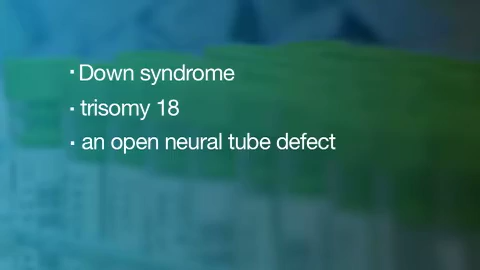 · Down syndrome
· trisomy 18
· an open neural tube defect